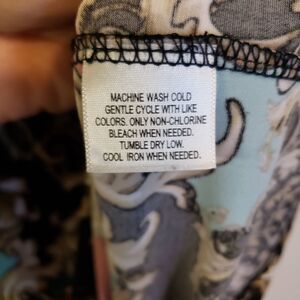 MACHINE WASH COLD
GENTLE CYCLE WITH LIKE
COLORS. ONLY NON-CHLORINE
BLEACH WHEN NEEDED.
TUMBLE DRY LOW.
COOL IRON WHEN NEEDED.